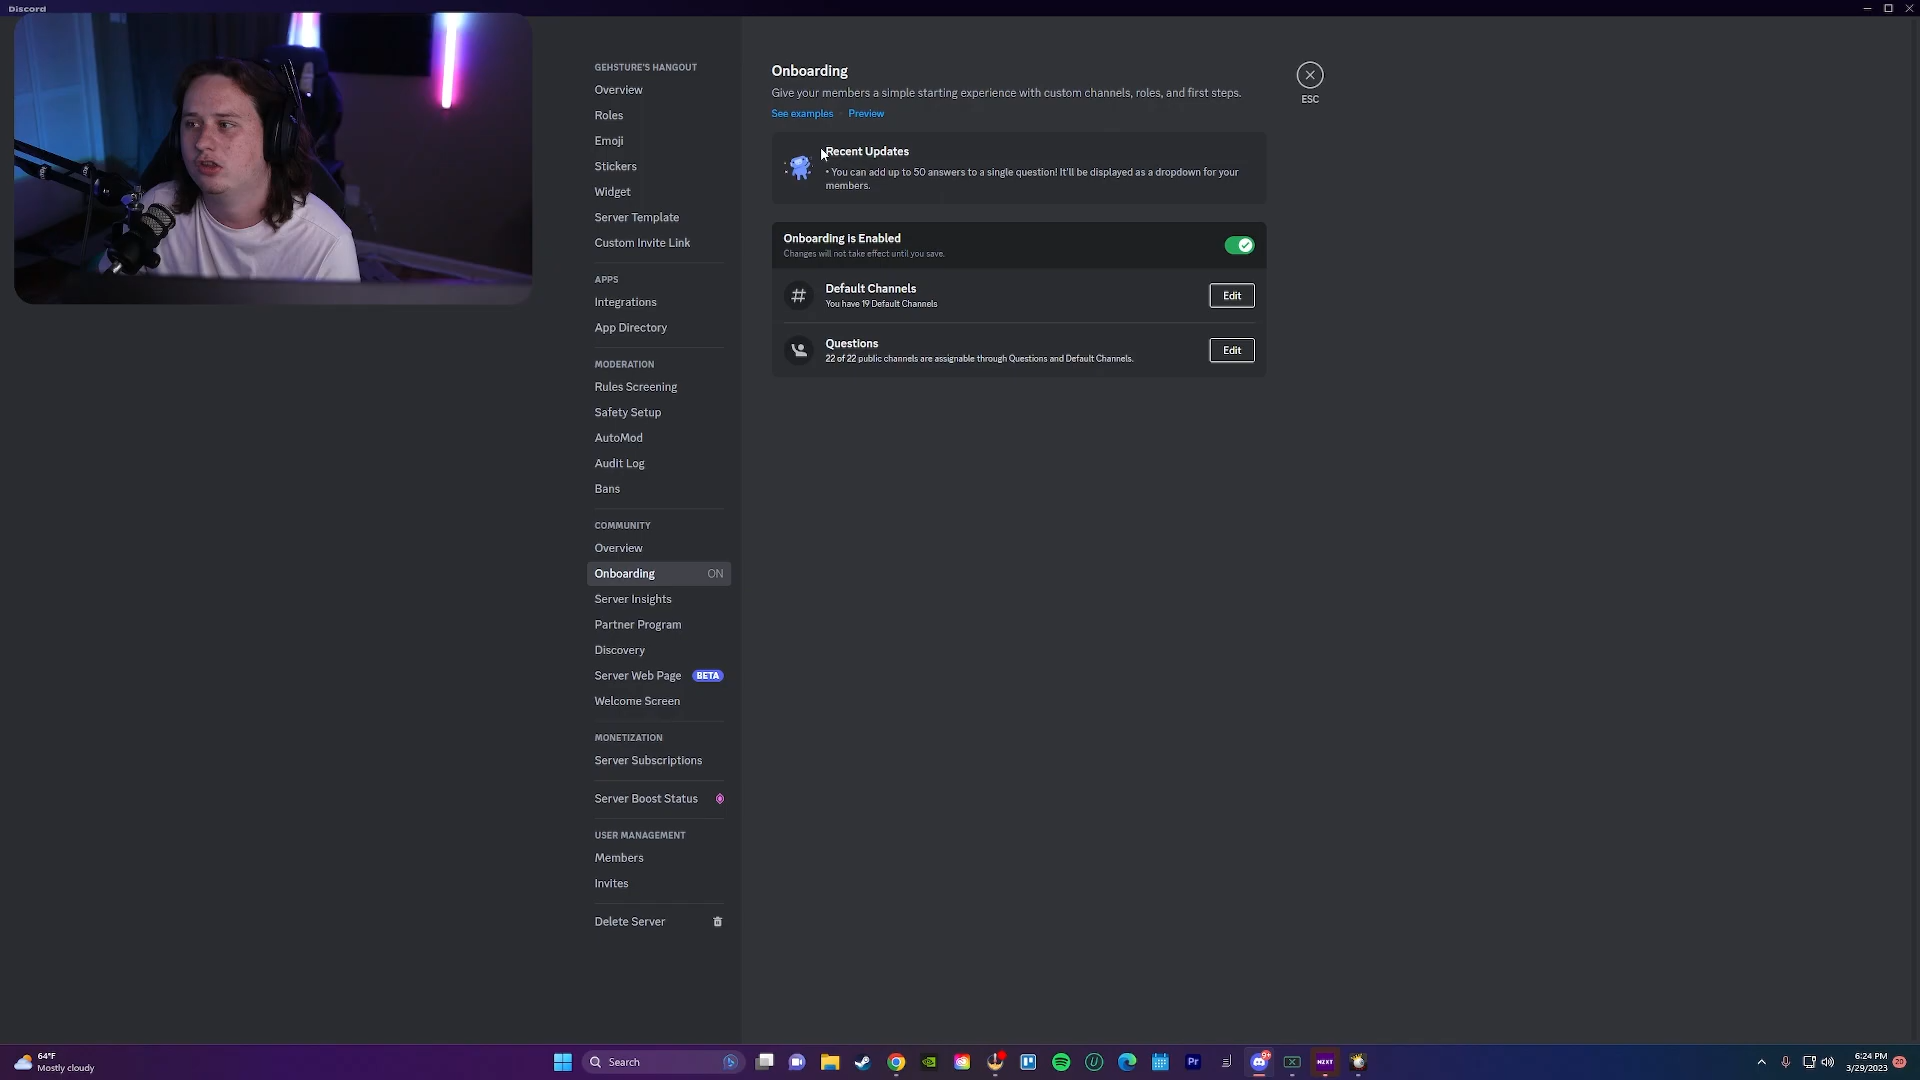 Discord
GEHSTURE'S HANGOUT
Overview
Roles
Emoji
Stickers
Widget
Server Template
Custom Invite Link
APPS
Integrations
App Directory
MODERATION
Rules Screening
Safety Setup
AutoMod
Audit Log
Bans
COMMUNITY
Overview
Onboarding ON
Server Insights
Partner Program
Discovery
Server Web Page BETA
Welcome Screen
MONETIZATION
Server Subscriptions
Server Boost Status
USER MANAGEMENT
Members
Invites
Delete Server
Onboarding
Give your members a simple starting experience with custom channels, roles, and first steps.
See examples Preview
ESC
Recent Updates
• You can add up to 50 answers to a single question! It'll be displayed as a dropdown for your
members.
Onboarding is Enabled
Changes will not take effect until you save.
Default Channels
You have 19 Default Channels
Edit
Questions
22 of 22 public channels are assignable through Questions and Default Channels.
Edit
64°F
Mostly cloudy
Search
Pr
MZXT
6:24 PM
3/29/2023
20